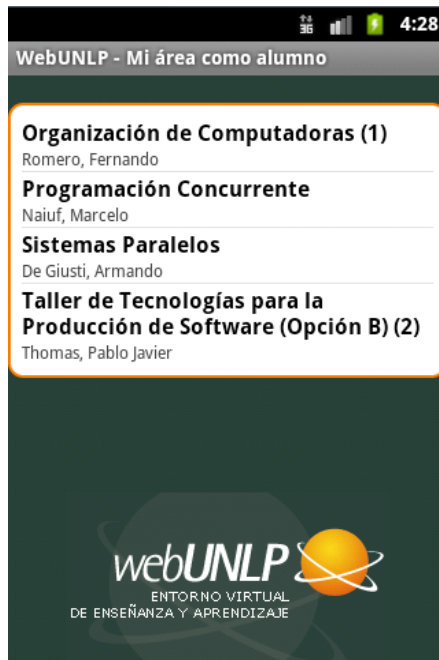 3G 4:28
WebUNLP - Mi área como alumno
Organización de Computadoras (1)
Romero, Fernando
Programación Concurrente
Naiuf, Marcelo
Sistemas Paralelos
De Giusti, Armando
Taller de Tecnologías para la
Producción de Software (Opción B) (2)
Thomas, Pablo Javier
webUNLP
ENTORNO VIRTUAL
DE ENSEÑANZA Y APRENDIZAJE